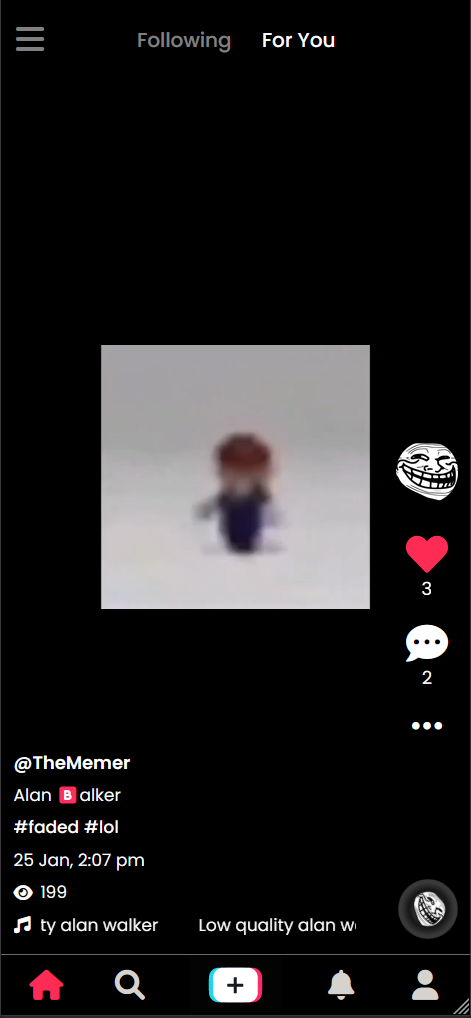 Following For You
3
2
@TheMemer
Alan 🅱️alker
#faded #lol
25 Jan, 2:07 pm
199
ty alan walker Low quality alan w